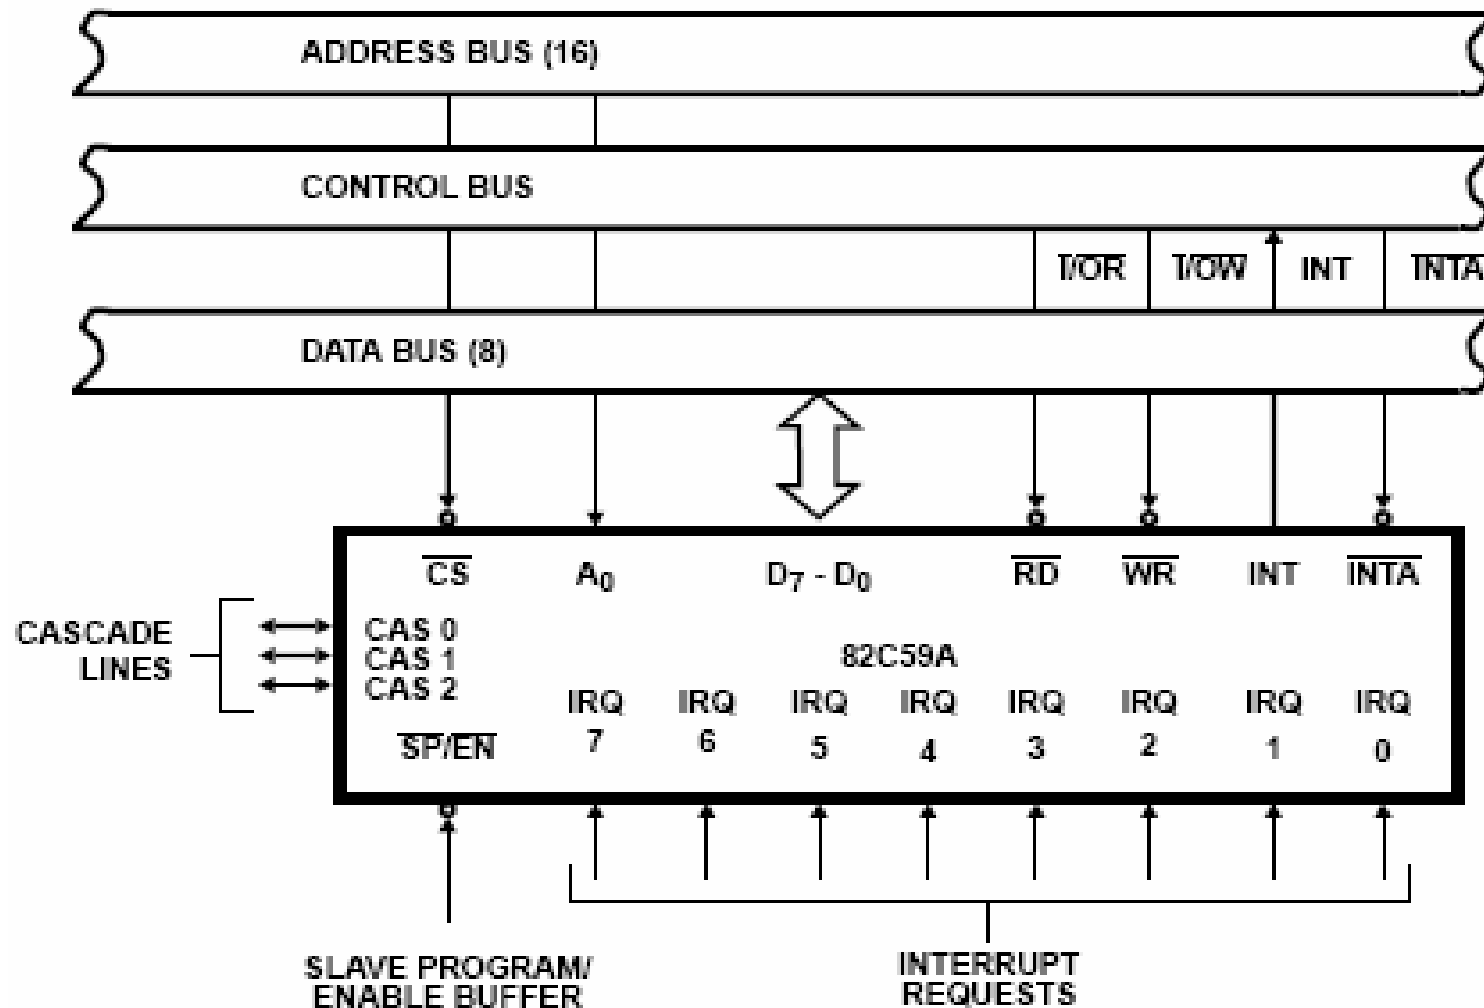 ADDRESS BUS (16)
CONTROL BUS
I/OR I/OW INT INTA
DATA BUS (8)
CS A0 D7 - D0 RD WR INT INTA
CASCADE
LINES
CAS 0
CAS 1
CAS 2
82C59A
IRQ IRQ IRQ IRQ IRQ IRQ IRQ IRQ
7 6 5 4 3 2 1 0
SP/EN
SLAVE PROGRAM/
ENABLE BUFFER
INTERRUPT
REQUESTS